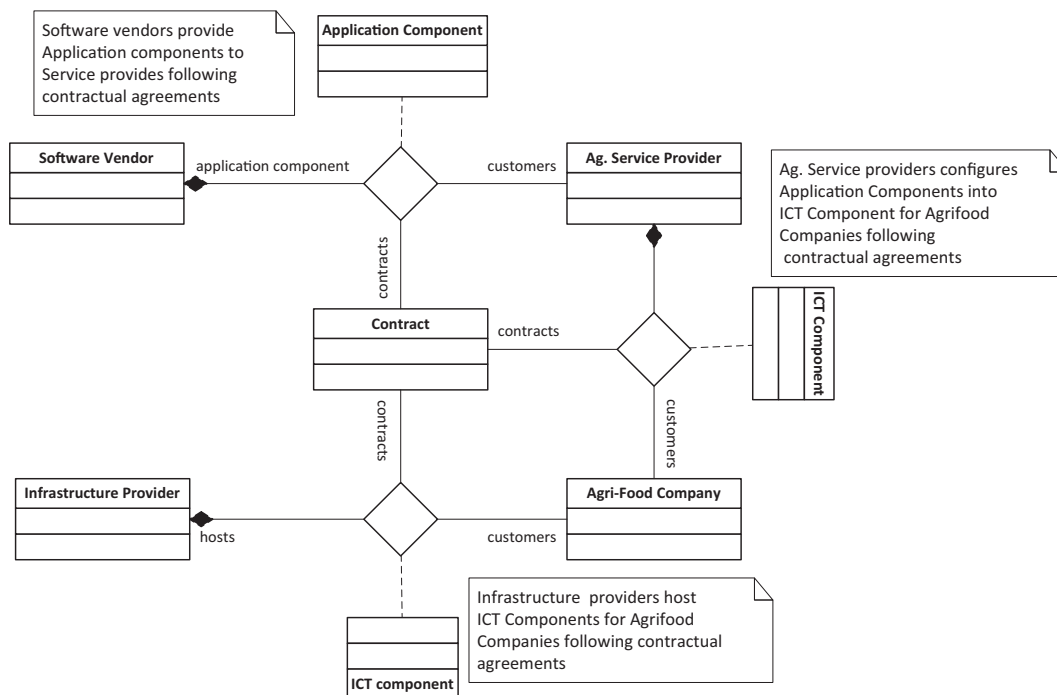 Software vendors provide
Application components to
Service provides following
contractual agreements
Application Component
Software Vendor
application component
customers
Ag. Service Provider
Ag. Service providers configures
Application Components into
ICT Component for Agrifood
Companies following
contractual agreements
contracts
Contract
contracts
ICT Component
contracts
customers
Infrastructure Provider
hosts
customers
Agri-Food Company
Infrastructure providers host
ICT Components for Agrifood
Companies following contractual
agreements
ICT component